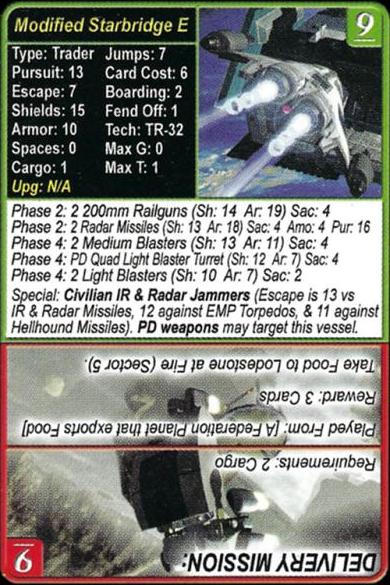 Modified Starbridge E
9
Type: Trader Jumps: 7
Pursuit: 13 Card Cost: 6
Escape: 7 Boarding: 2
Shields: 15 Fend Off: 1
Armor: 10 Tech: TR-32
Spaces: 0 Max G: 0
Cargo: 1 Max T: 1
Upg: N/A
Phase 2: 2 200mm Railguns (Sh: 14 Ar: 19) Sac: 4
Phase 2: 2 Radar Missiles (Sh: 13 Ar: 18) Sac: 4 Amo: 4 Pur: 16
Phase 4: 2 Medium Blasters (Sh: 13 Ar: 11) Sac: 4
Phase 4: PD Quad Light Blaster Turret (Sh: 12 Ar: 7) Sac: 4
Phase 4: 2 Light Blasters (Sh: 10 Ar: 7) Sac: 2
Special: Civilian IR & Radar Jammers (Escape is 13 vs
IR & Radar Missiles, 12 against EMP Torpedos, & 11 against
Hellhound Missiles). PD weapons may target this vessel.
DELIVERY MISSION:
9
Requirements: 2 Cargo
Played From: [A Federation Planet that exports Food]
Reward: 3 Cards
Take Food to Lodestone at Fire (Sector 5).